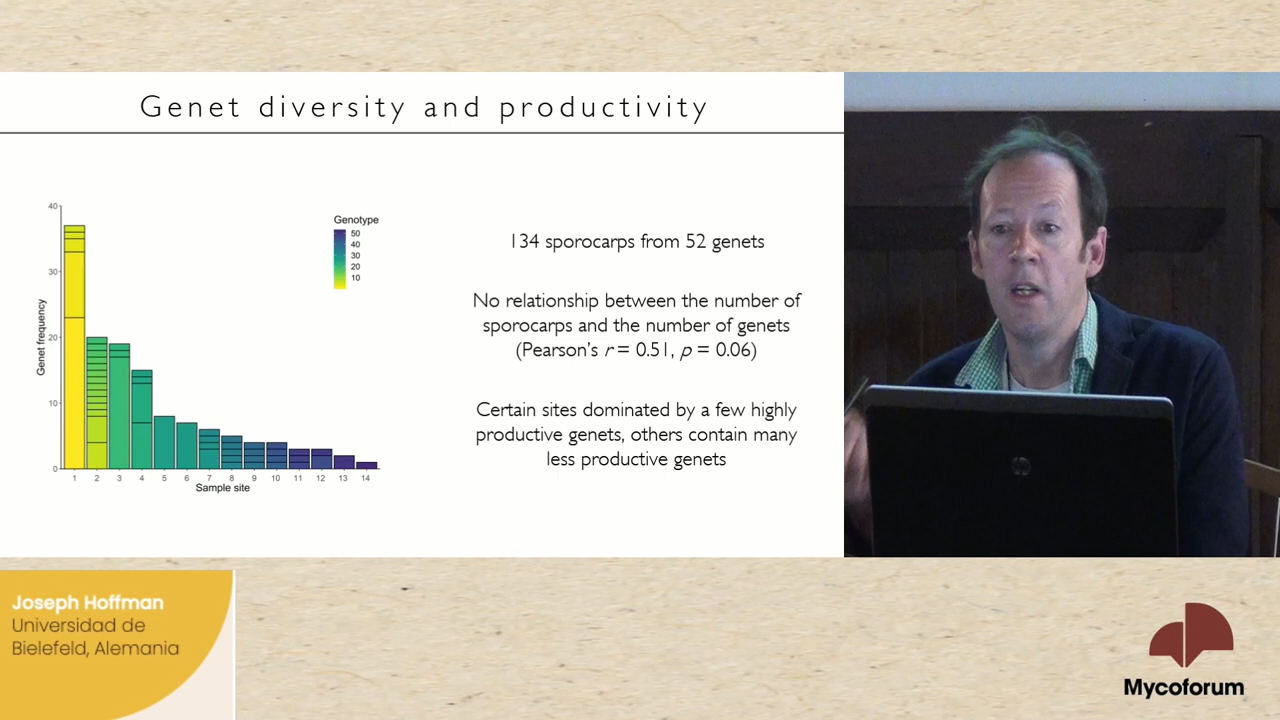 Genet diversity and productivity
Genotype
50
40
30
20
10
40
30
20
10
0
Genet frequency
1 2 3 4 5 6 7 8 9 10 11 12 13 14
Sample site
134 sporocarps from 52 genets
No relationship between the number of
sporocarps and the number of genets
(Pearson's r = 0.51, p = 0.06)
Certain sites dominated by a few highly
productive genets, others contain many
less productive genets
hp
Joseph Hoffman
Universidad de
Bielefeld, Alemania
Mycoforum